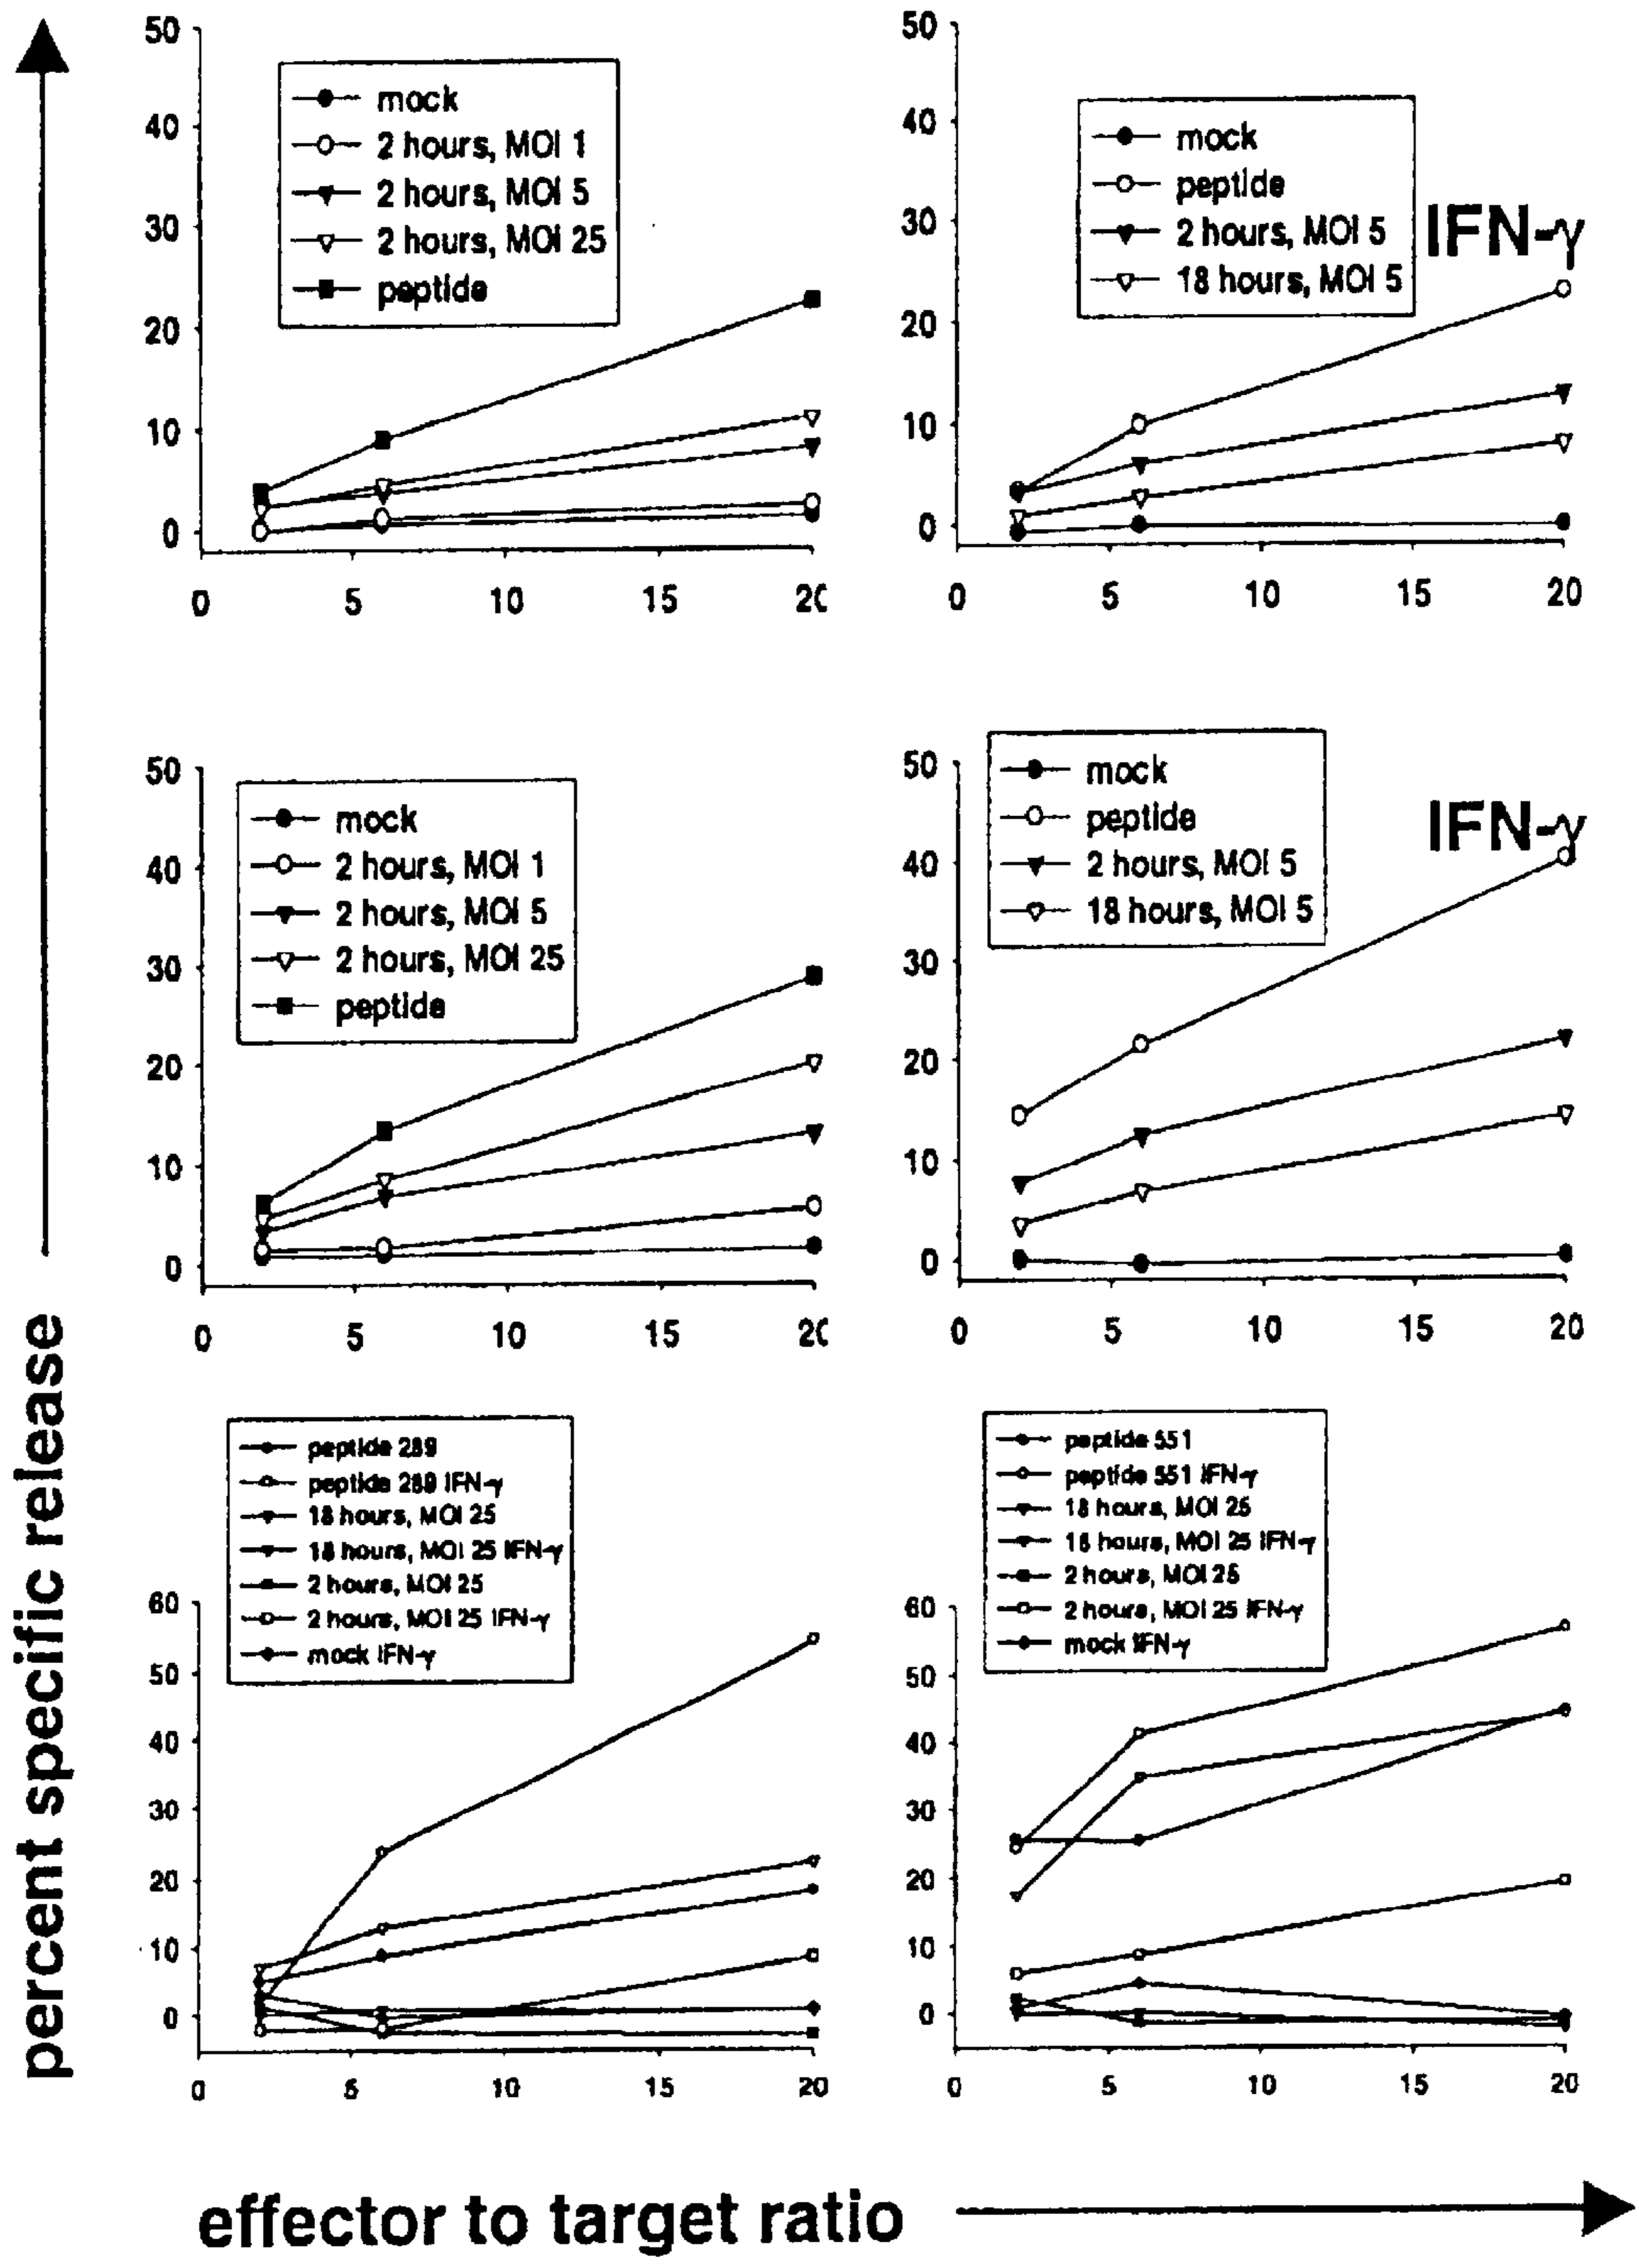 50
40
30
20
10
0
mock
2 hours, MOI 1
2 hours, MOI 5
2 hours, MOI 25
peptide
0 5 10 15 20
50
40
30
20
10
0
mock
peptide
2 hours, MOI 5
18 hours, MOI 5
IFN-γ
0 5 10 15 20
50
40
30
20
10
0
mock
2 hours, MOI 1
2 hours, MOI 5
2 hours, MOI 25
peptide
0 5 10 15 20
50
40
30
20
10
0
mock
peptide
2 hours, MOI 5
18 hours, MOI 5
IFN-γ
0 5 10 15 20
peptide 289
peptide 289 IFN-γ
18 hours, MOI 25
18 hours, MOI 25 IFN-γ
2 hours, MOI 25
2 hours, MOI 25 IFN-γ
mock IFN-γ
60
50
40
30
20
10
0
0 5 10 15 20
peptide 551
peptide 551 IFN-γ
18 hours, MOI 25
18 hours, MOI 25 IFN-γ
2 hours, MOI 25
2 hours, MOI 25 IFN-γ
mock IFN-γ
60
50
40
30
20
10
0
0 5 10 15 20
percent specific release
effector to target ratio